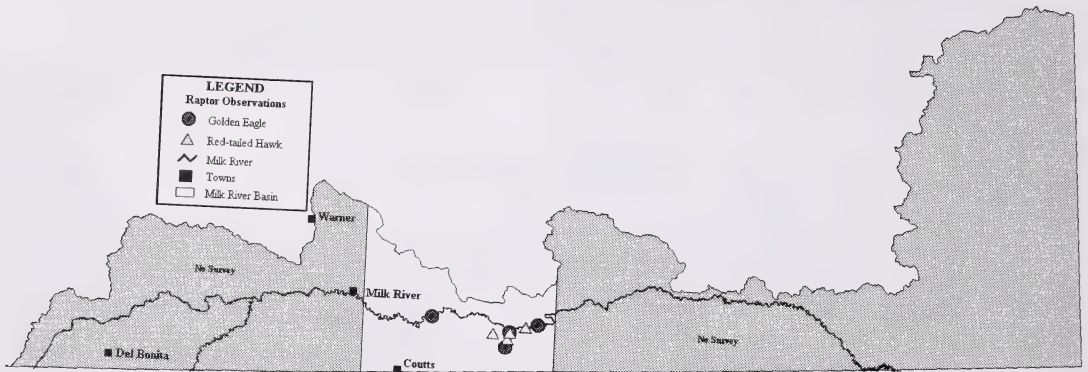 LEGEND
Raptor Observations
Golden Eagle
Red-tailed Hawk
Milk River
Towns
Milk River Basin
Warner
No Survey
Milk River
Del Bonita
Coutts
No Survey